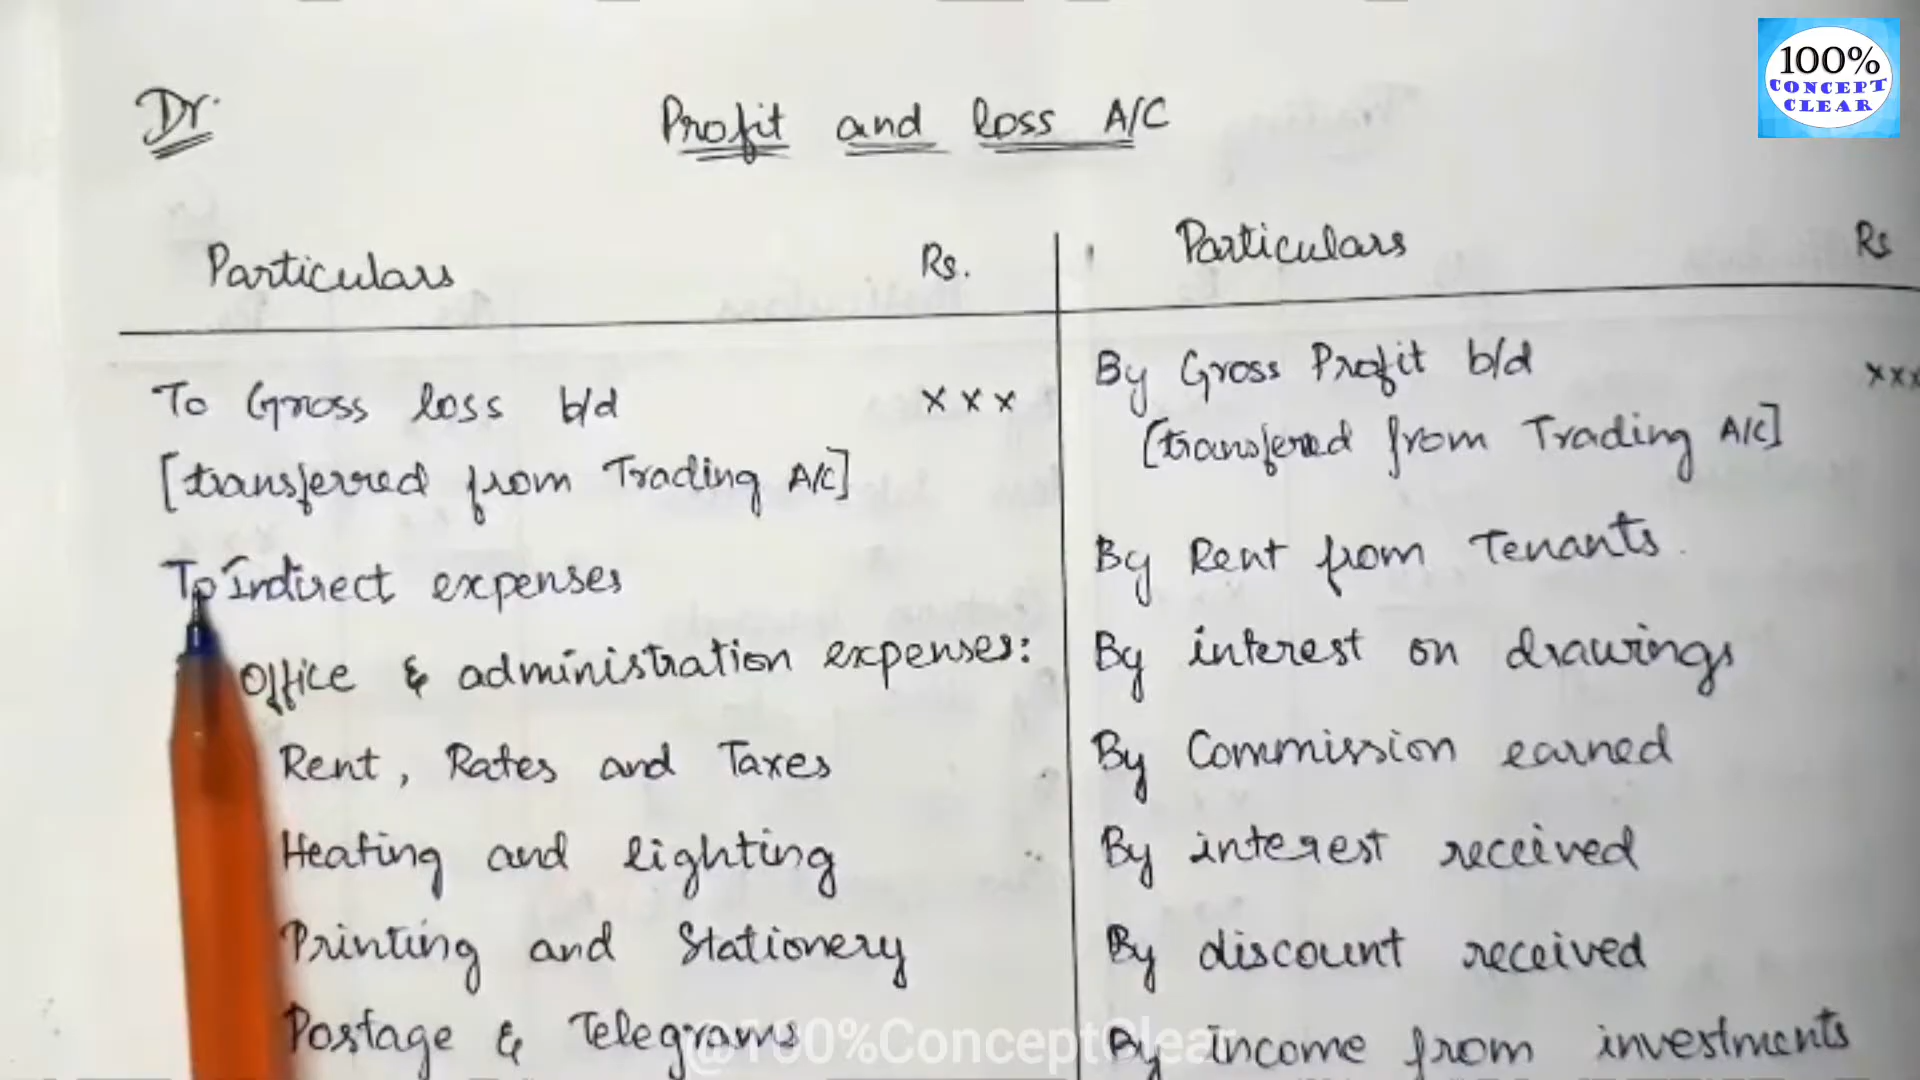 100%
CONCEPT
CLEAR
Dr.
Profit and loss A/C
Particulars Rs.
To Gross loss b/d xxx
[transferred from Trading A/C]
To Indirect expenses
Office & administration expenses:
Rent, Rates and Taxes
Heating and lighting
Printing and Stationery
Postage & Telegrams
Particulars Rs
By Gross Profit b/d xxx
[transferred from Trading A/C]
By Rent from Tenants.
By interest on drawings
By Commission earned
By interest received
By discount received
By Income from investments
@100%ConceptClear